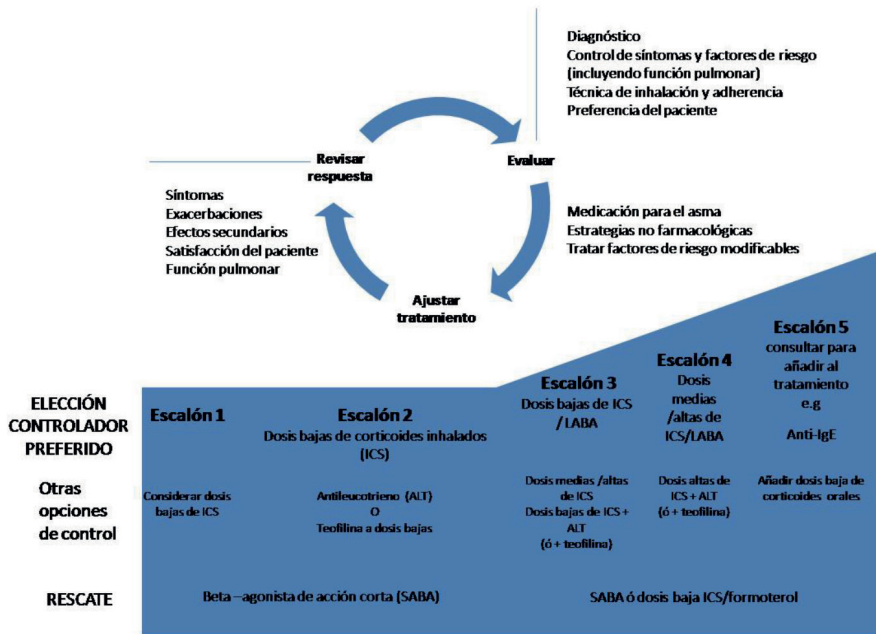 Diagnóstico
Control de síntomas y factores de riesgo
(incluyendo función pulmonar)
Técnica de inhalación y adherencia
Preferencia del paciente
Revisar
respuesta
Evaluar
Síntomas
Exacerbaciones
Efectos secundarios
Satisfacción del paciente
Función pulmonar
Medicación para el asma
Estrategias no farmacológicas
Tratar factores de riesgo modificables
Ajustar
tratamiento
ELECCIÓN
CONTROLADOR
PREFERIDO
Escalón 1
Escalón 2
Dosis bajas de corticoides inhalados
(ICS)
Escalón 3
Dosis bajas de ICS
/LABA
Escalón 4
Dosis
medias
/altas de
ICS/LABA
Escalón 5
consultar para
añadir al
tratamiento
e.g
Anti-IgE
Otras
opciones
de control
Considerar dosis
bajas de ICS
Antileucotrieno (ALT)
O
Teofilina a dosis bajas
Dosis medias /altas
de ICS
Dosis bajas de ICS +
ALT
(ó + teofilina)
Dosis altas de
ICS + ALT
(ó + teofilina)
Añadir dosis baja de
corticoides orales
RESCATE
Beta –agonista de acción corta (SABA)
SABA ó dosis baja ICS/formoterol